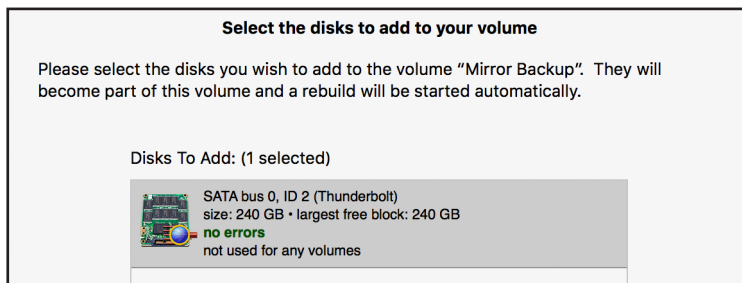 Select the disks to add to your volume
Please select the disks you wish to add to the volume “Mirror Backup”.  They will
become part of this volume and a rebuild will be started automatically.
Disks To Add: (1 selected)
SATA bus 0, ID 2 (Thunderbolt)
size: 240 GB • largest free block: 240 GB
no errors
not used for any volumes